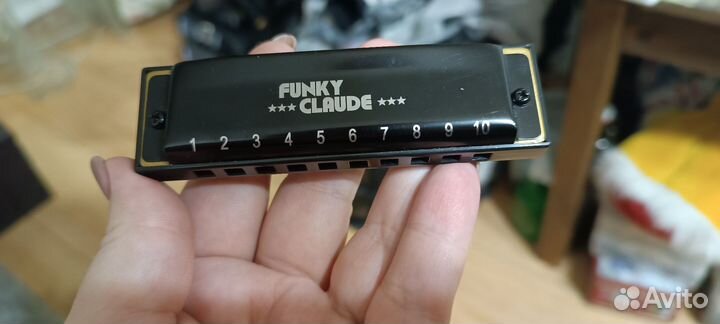 FUNKY
★★★ CLAUDE ★★★
1 2 3 4 5 6 7 8 9 10
Avito